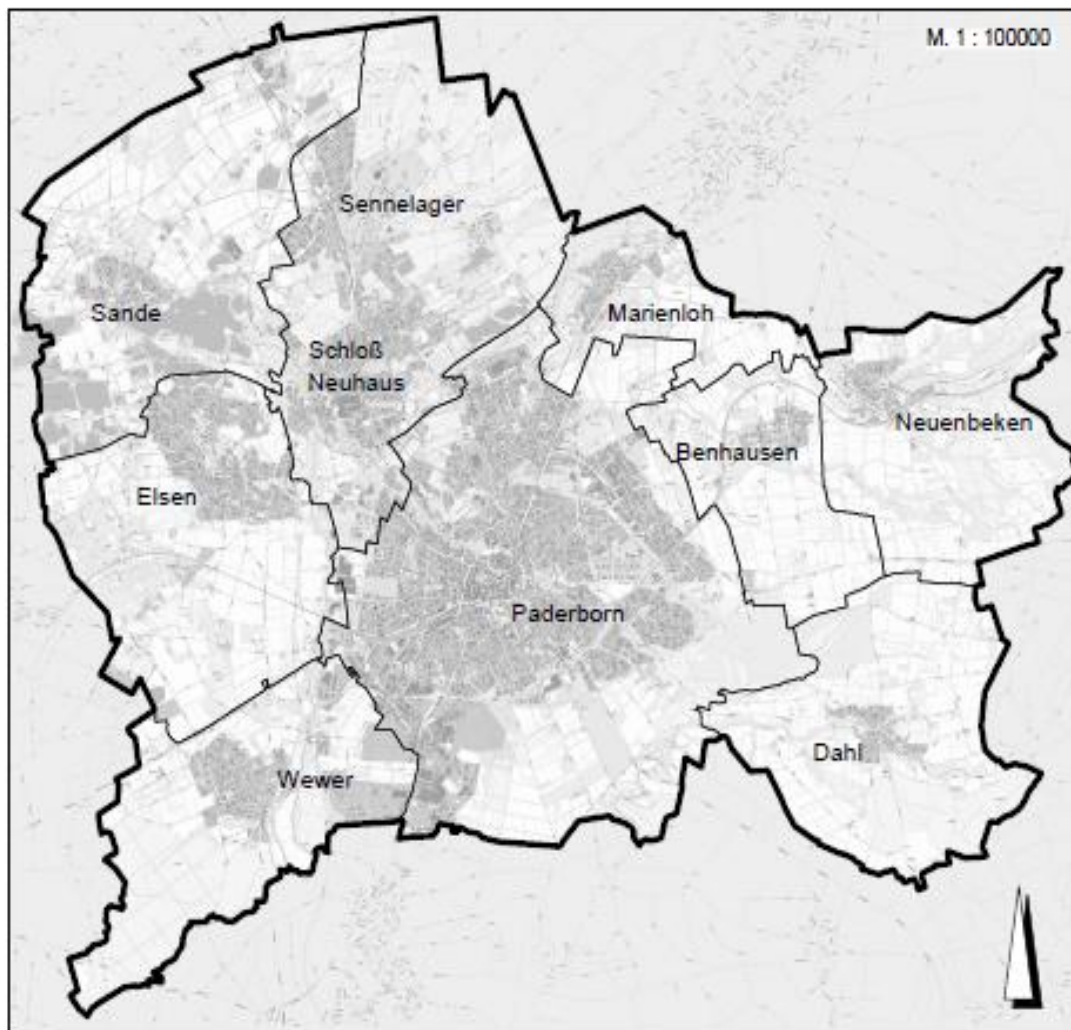 M. 1 : 100000
Sennelager
Sande
Marienloh
Schloß
Neuhaus
Neuenbeken
Benhausen
Elsen
Paderborn
Dahl
Wewer